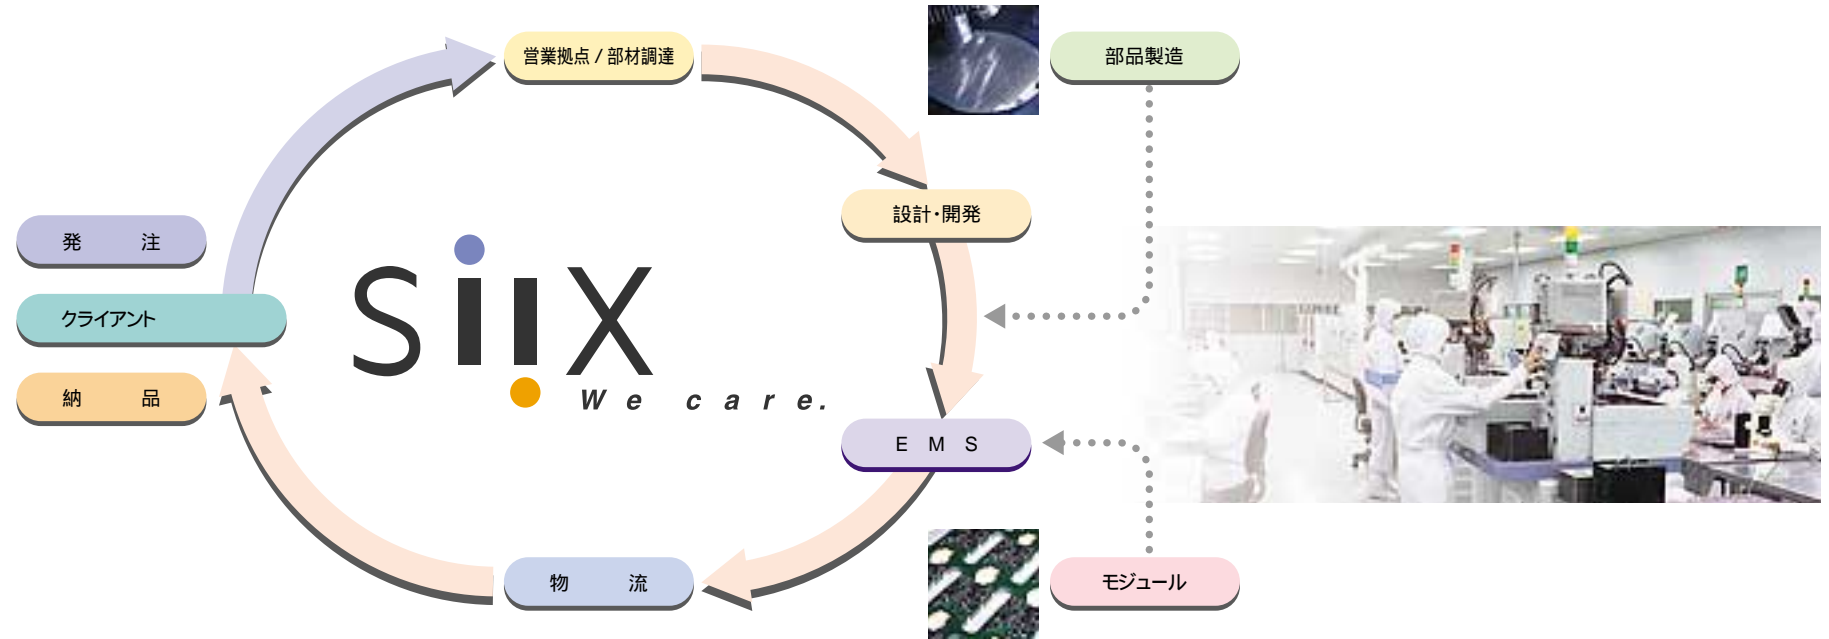 営業拠点 / 部材調達
部品製造
設計・開発
発 注
クライアント
納 品
SiiX
We care.
EMS
物 流
モジュール